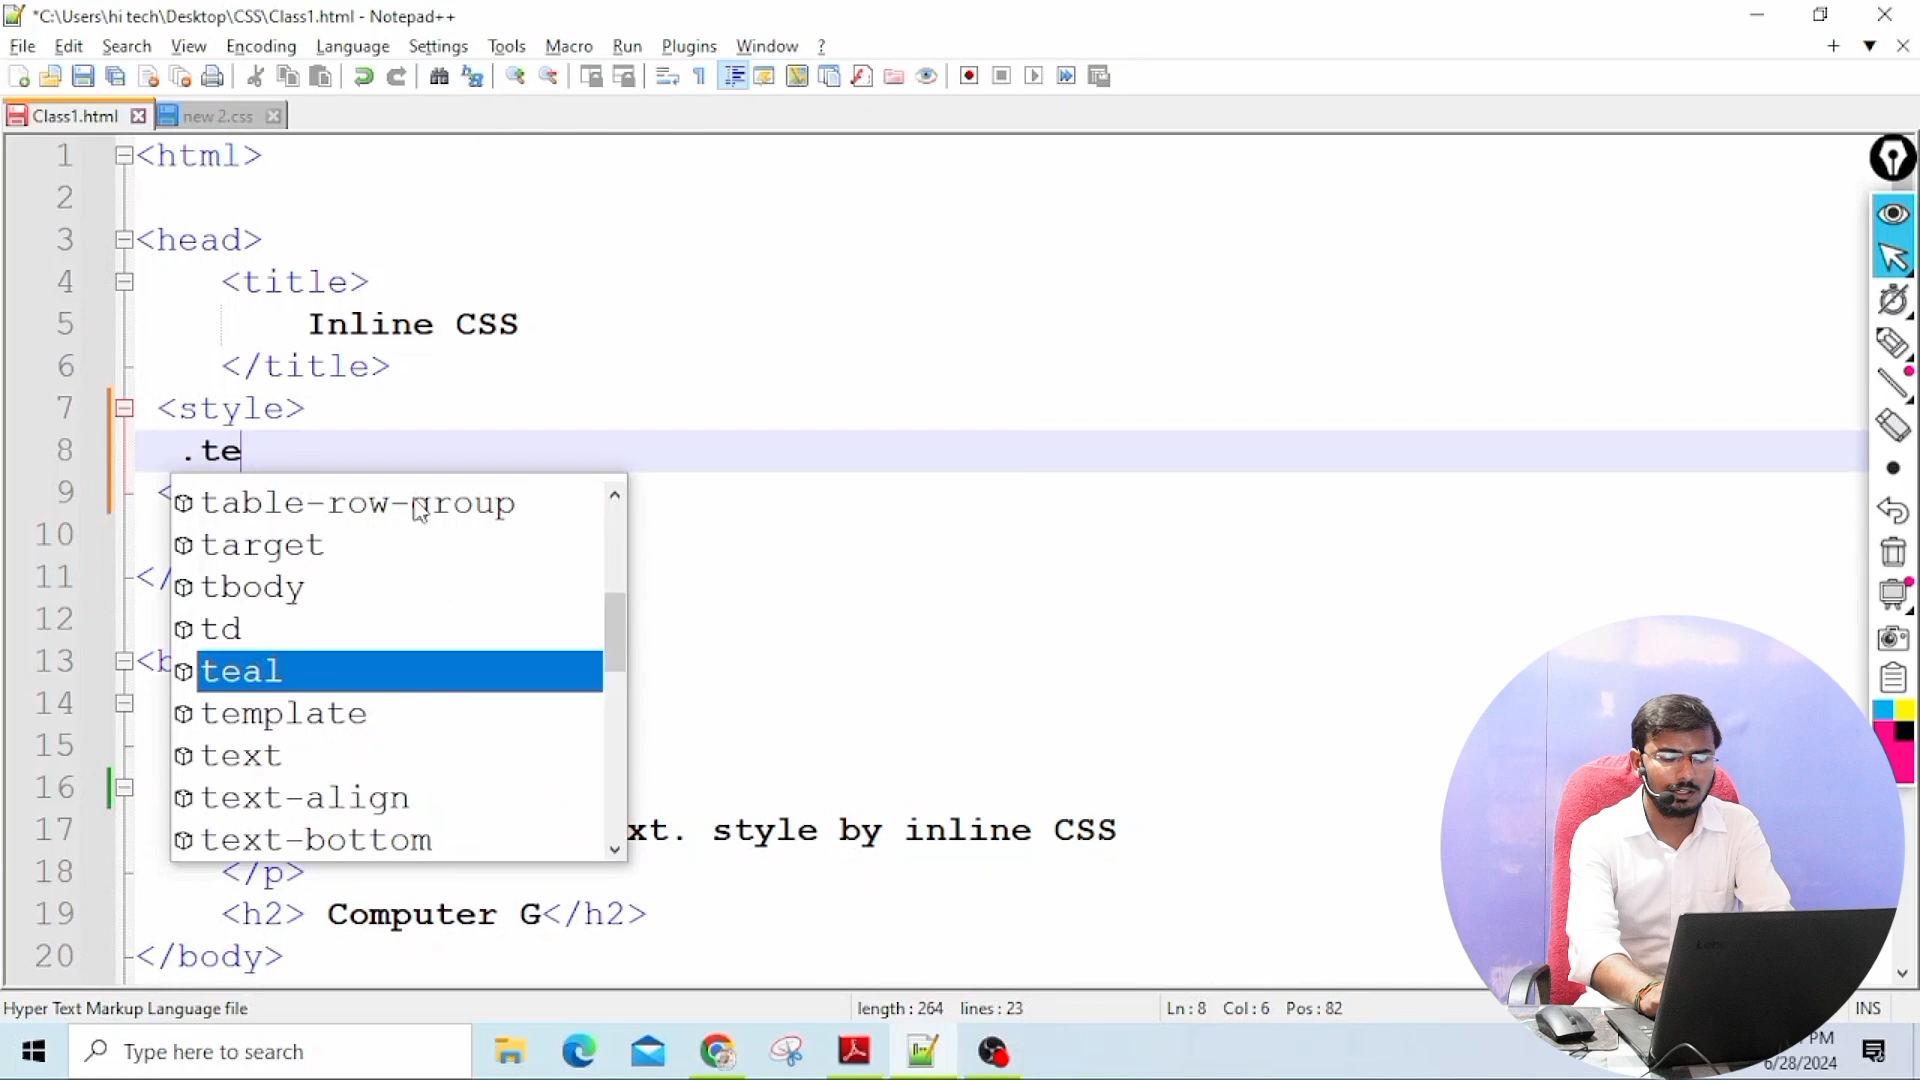 *C:\Users\hi tech\Desktop\CSS\Class1.html - Notepad++
File Edit Search View Encoding Language Settings Tools Macro Run Plugins Window ?
Class1.html new 2.css
1 <html>
2
3 <head>
4 <title>
5 Inline CSS
6 </title>
7 <style>
8 .te
9 <
table-row-group
10
target
11 </
tbody
12
td
13 <b
teal
14
template
15
text
16
text-align
17 xt. style by inline CSS
text-bottom
18 </p>
19 <h2> Computer G</h2>
20 </body>
Hyper Text Markup Language file length : 264 lines : 23 Ln : 8 Col : 6 Pos : 82 INS
Type here to search
PM
6/28/2024